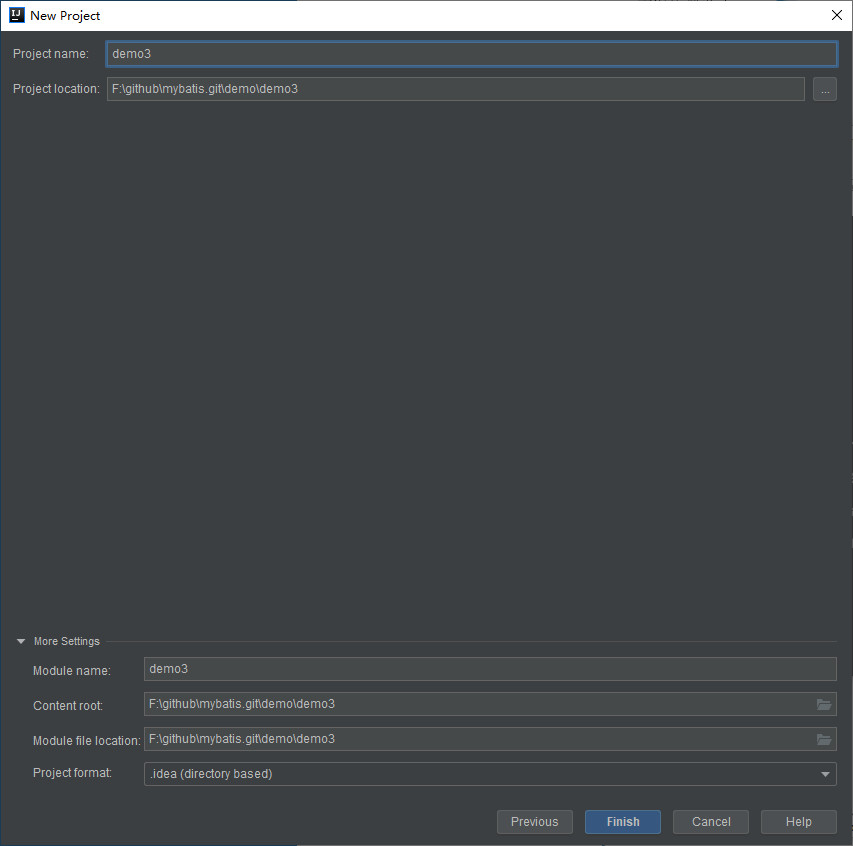 New Project
Project name: demo3
Project location: F:\github\mybatis.git\demo\demo3 ...
More Settings
Module name: demo3
Content root: F:\github\mybatis.git\demo\demo3
Module file location: F:\github\mybatis.git\demo\demo3
Project format: .idea (directory based)
Previous Finish Cancel Help